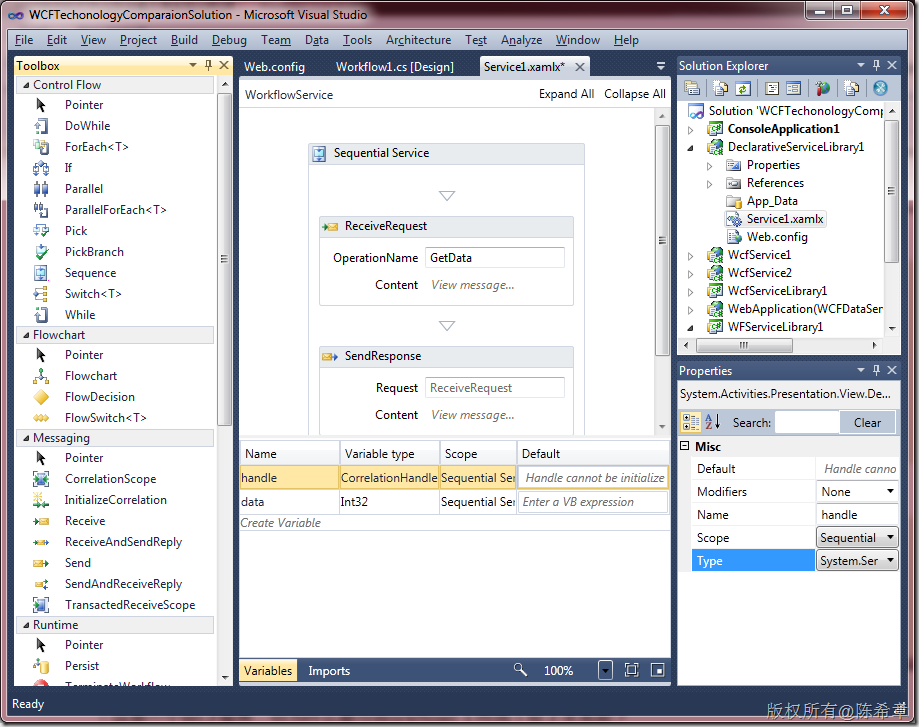 WCFTechonologyComparaionSolution - Microsoft Visual Studio
File Edit View Project Build Debug Team Data Tools Architecture Test Analyze Window Help
Toolbox
Control Flow
Pointer
DoWhile
ForEach<T>
If
Parallel
ParallelForEach<T>
Pick
PickBranch
Sequence
Switch<T>
While
Flowchart
Pointer
Flowchart
FlowDecision
FlowSwitch<T>
Messaging
Pointer
CorrelationScope
InitializeCorrelation
Receive
ReceiveAndSendReply
Send
SendAndReceiveReply
TransactedReceiveScope
Runtime
Pointer
Persist
TerminateWorkflow
Web.config Workflow1.cs [Design] Service1.xamlx*
WorkflowService Expand All Collapse All
Sequential Service
ReceiveRequest
OperationName GetData
Content View message...
SendResponse
Request ReceiveRequest
Content View message...
Name Variable type Scope Default
handle CorrelationHandle Sequential Ser Handle cannot be initialize
data Int32 Sequential Ser Enter a VB expression
Create Variable
Variables Imports 100%
Solution Explorer
Solution 'WCFTechonologyComp
ConsoleApplication1
DeclarativeServiceLibrary1
Properties
References
App_Data
Service1.xamlx
Web.config
WcfService1
WcfService2
WcfServiceLibrary1
WebApplication(WCFDataSer
WFServiceLibrary1
Properties
System.Activities.Presentation.View.De...
Search: Clear
Misc
Default Handle canno
Modifiers None
Name handle
Scope Sequential
Type System.Ser
Ready
版权所有@陈希章